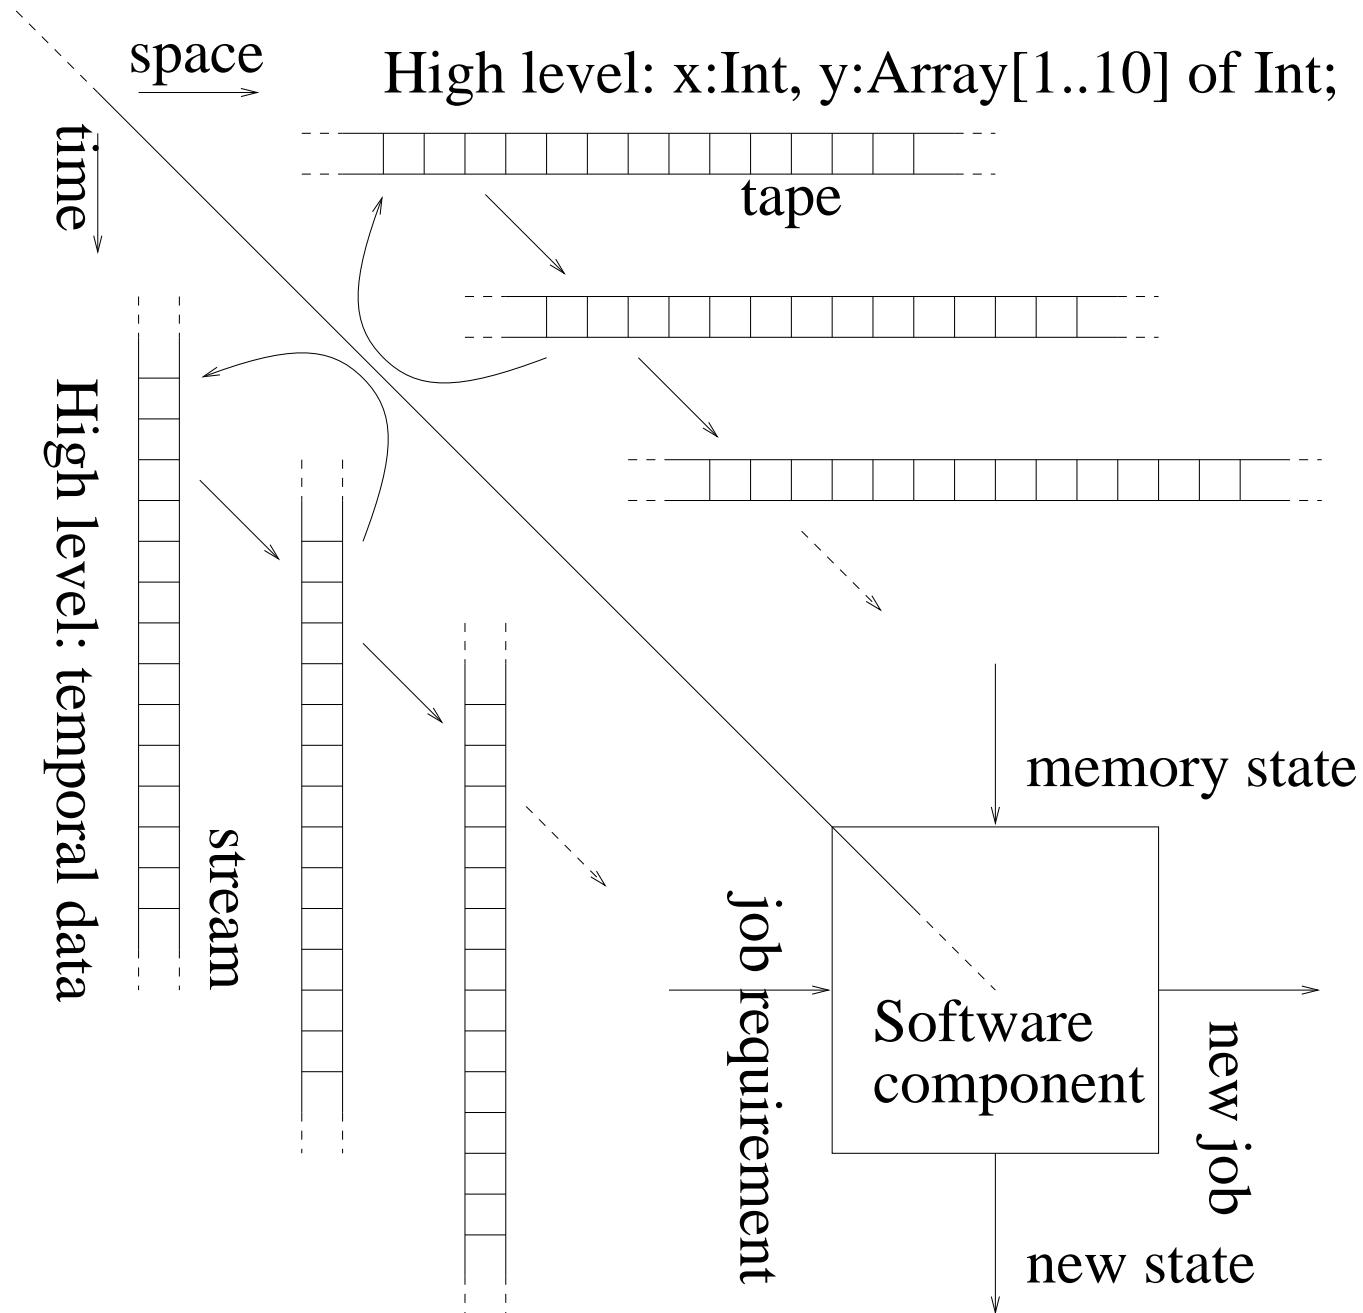 space
High level: x:Int, y:Array[1..10] of Int;
time
tape
High level: temporal data
stream
memory state
job requirement
Software
component
new job
new state